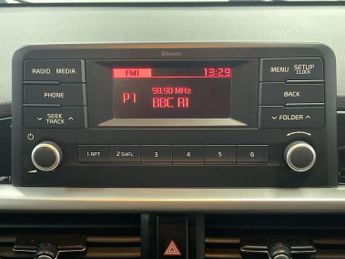 Bluetooth
RADIO MEDIA
FM1 13:29
MENU SETUP
CLOCK
PHONE
P1 98.90 MHz
BBC R1
BACK
SEEK
TRACK
FOLDER
1 RPT 2 SHFL 3 4 5 6